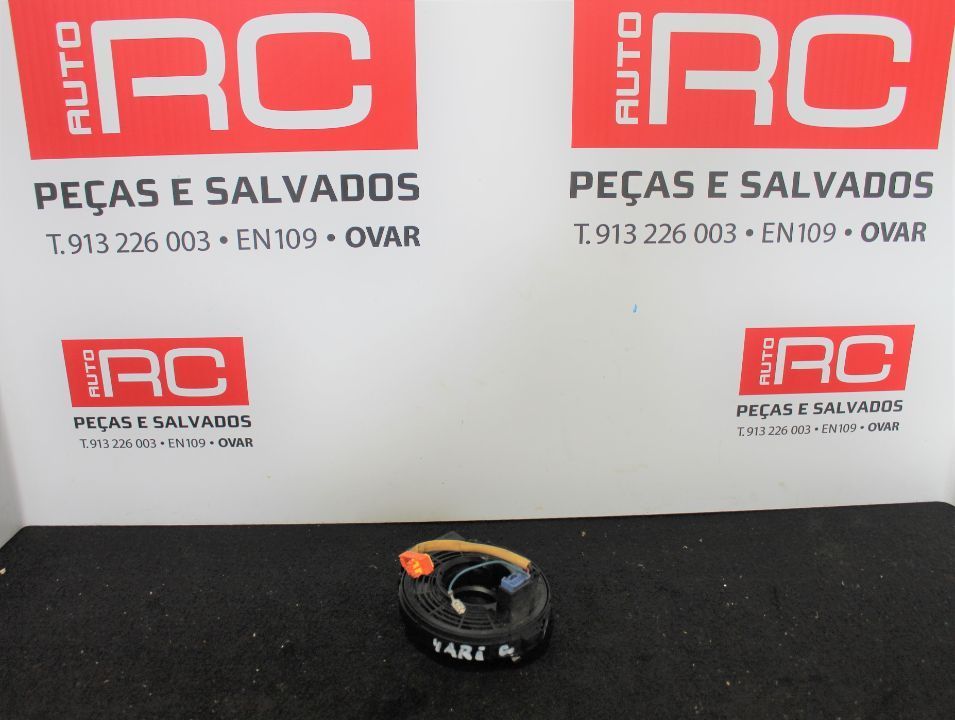 AUTO RC
PEÇAS E SALVADOS
T. 913 226 003 • EN109 • OVAR
AUTO RC
PEÇAS E SALVADOS
T. 913 226 003 • EN109 • OVAR
AUTO RC
PEÇAS E SALVADOS
T. 913 226 003 • EN109 • OVAR
AUTO RC
PEÇAS E SALVADOS
T. 913 226 003 • EN109 • OVAR
YARi